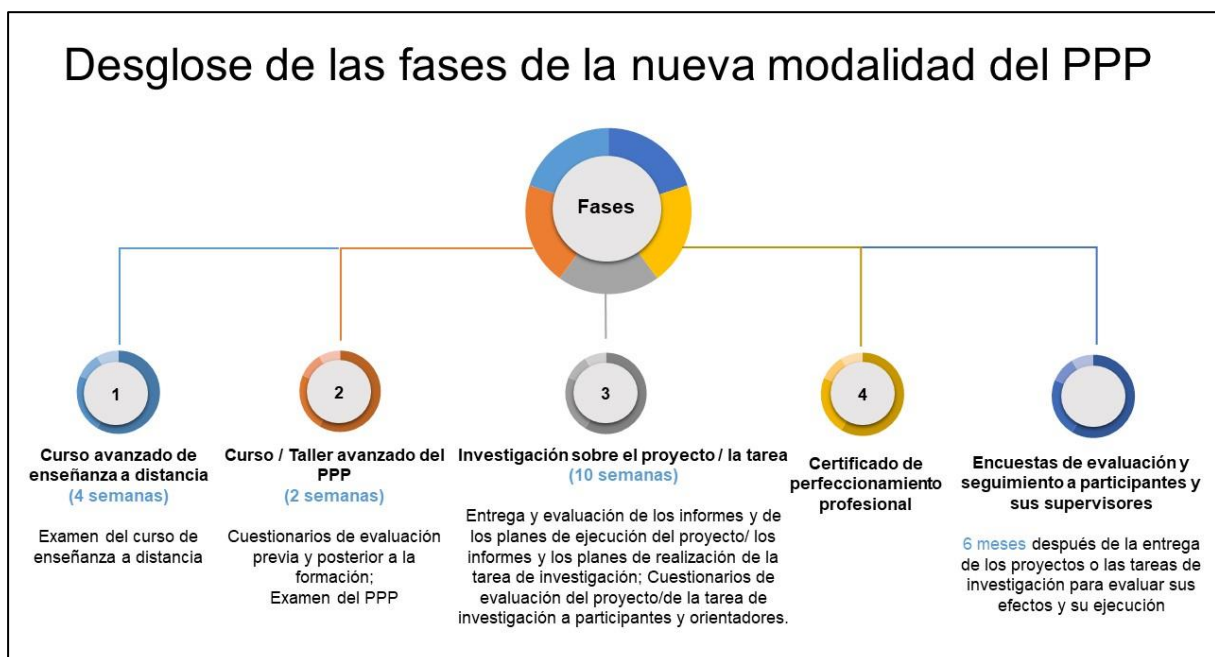 Desglose de las fases de la nueva modalidad del PPP
Fases
1
Curso avanzado de
enseñanza a distancia
(4 semanas)
Examen del curso de
enseñanza a distancia
2
Curso / Taller avanzado del
PPP
(2 semanas)
Cuestionarios de evaluación
previa y posterior a la
formación;
Examen del PPP
3
Investigación sobre el proyecto / la tarea
(10 semanas)
Entrega y evaluación de los informes y de
los planes de ejecución del proyecto/ los
informes y los planes de realización de la
tarea de investigación; Cuestionarios de
evaluación del proyecto/de la tarea de
investigación a participantes y orientadores.
4
Certificado de
perfeccionamiento
profesional
Encuestas de evaluación y
seguimiento a participantes y
sus supervisores
6 meses después de la entrega
de los proyectos o las tareas de
investigación para evaluar sus
efectos y su ejecución